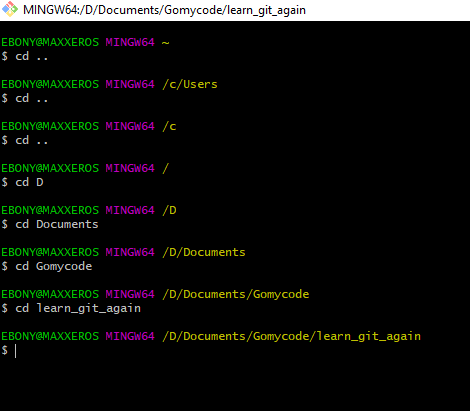 MINGW64:/D/Documents/Gomycode/learn_git_again
EBONY@MAXXEROS MINGW64 ~
$ cd ..
EBONY@MAXXEROS MINGW64 /c/Users
$ cd ..
EBONY@MAXXEROS MINGW64 /c
$ cd ..
EBONY@MAXXEROS MINGW64 /
$ cd D
EBONY@MAXXEROS MINGW64 /D
$ cd Documents
EBONY@MAXXEROS MINGW64 /D/Documents
$ cd Gomycode
EBONY@MAXXEROS MINGW64 /D/Documents/Gomycode
$ cd learn_git_again
EBONY@MAXXEROS MINGW64 /D/Documents/Gomycode/learn_git_again
$